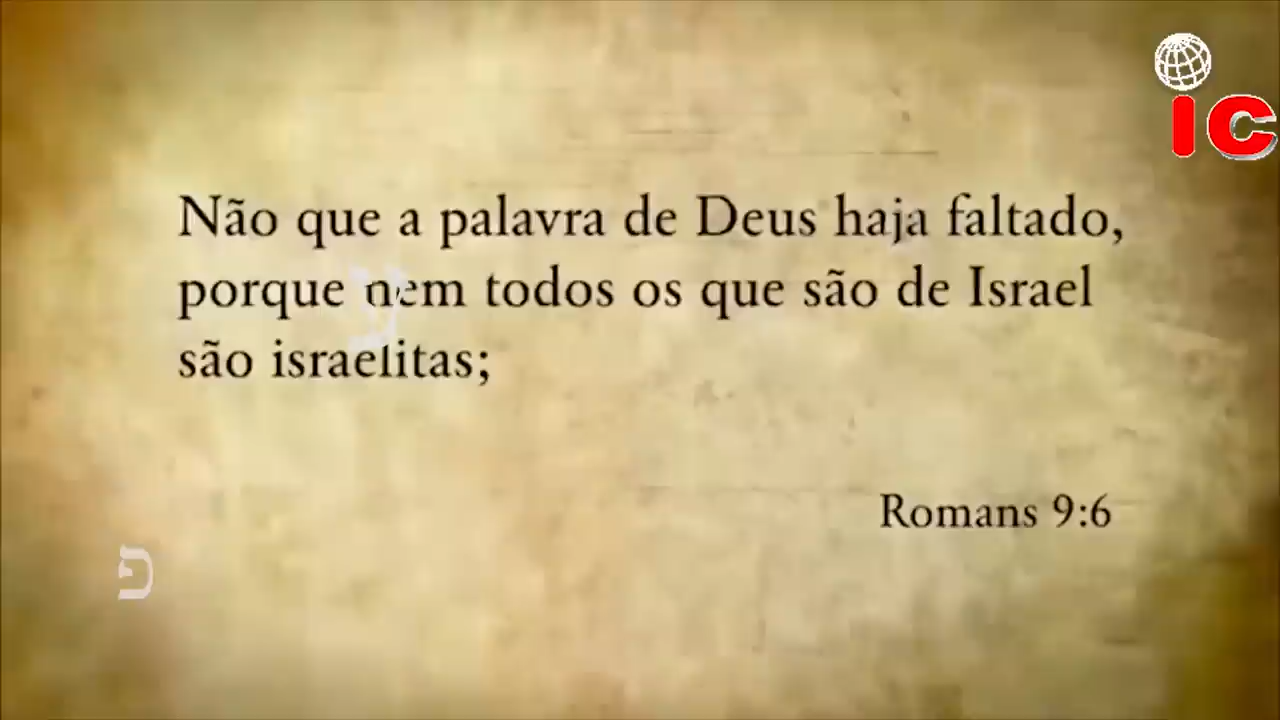 IC
Não que a palavra de Deus haja faltado,
porque nem todos os que são de Israel
são israelitas;
Romans 9:6
פ